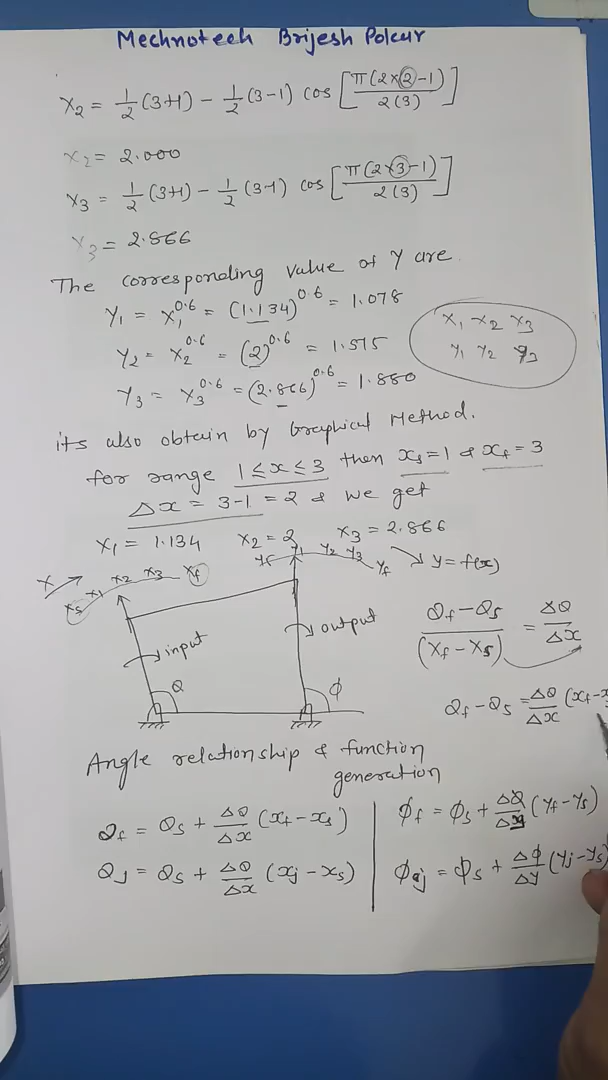 Mechnotech Brijesh Polcur
X2 = 1/2 (3+1) - 1/2 (3-1) cos [π(2×2-1)/2(3)]
x2 = 2.000
x3 = 1/2 (3+1) - 1/2 (3-1) cos [π(2×3-1)/2(3)]
x3 = 2.866
The corresponding value of Y are
Y1 = x1^0.6 = (1.134)^0.6 = 1.078
Y2 = x2^0.6 = (2)^0.6 = 1.515
Y3 = x3^0.6 = (2.866)^0.6 = 1.880
x1 x2 x3
y1 y2 y3
its also obtain by Graphical Method.
for range 1≤x≤3 then xs=1 & xf=3
Δx = 3-1 = 2 & we get
x1 = 1.134 x2 = 2 x3 = 2.866
X xs x1 x2 x3 xf
y1 y2 y3 yf y=f(x)
input output
θ ϕ
θf-θs/(xf-xs) = Δθ/Δx
θf-θs = Δθ/Δx (xf-x
Angle relationship & function
generation
θf = θs + Δθ/Δx (xf-xs)
θj = θs + Δθ/Δx (xj-xs)
ϕf = ϕs + Δθ/Δy (yf-ys)
ϕj = ϕs + Δϕ/Δy (yj-ys)